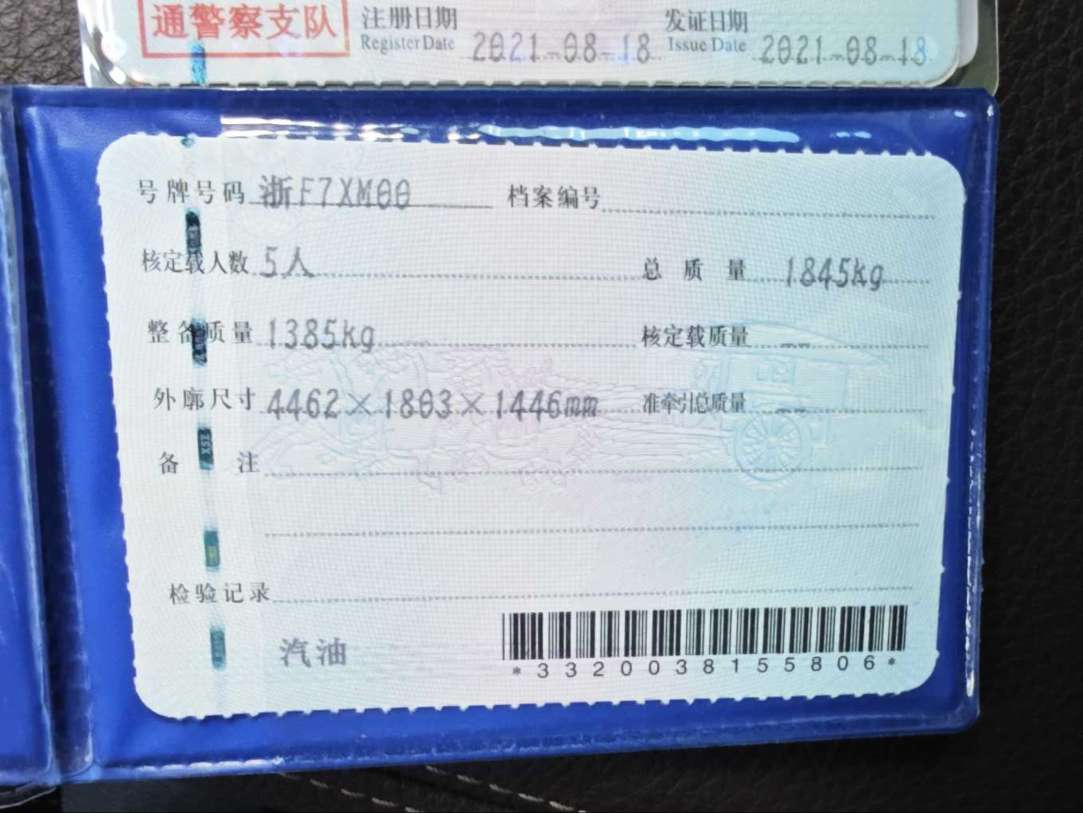 通警察支队 注册日期 2021-08-18 发证日期 2021-08-18
Register Date Issue Date
号牌号码 浙F7XM00 档案编号
核定载人数 5人 总质量 1845kg
整备质量 1385kg 核定载质量 --
外廓尺寸 4462×1803×1446mm 准牵引总质量 --
备注
检验记录
汽油
*3320038155806*